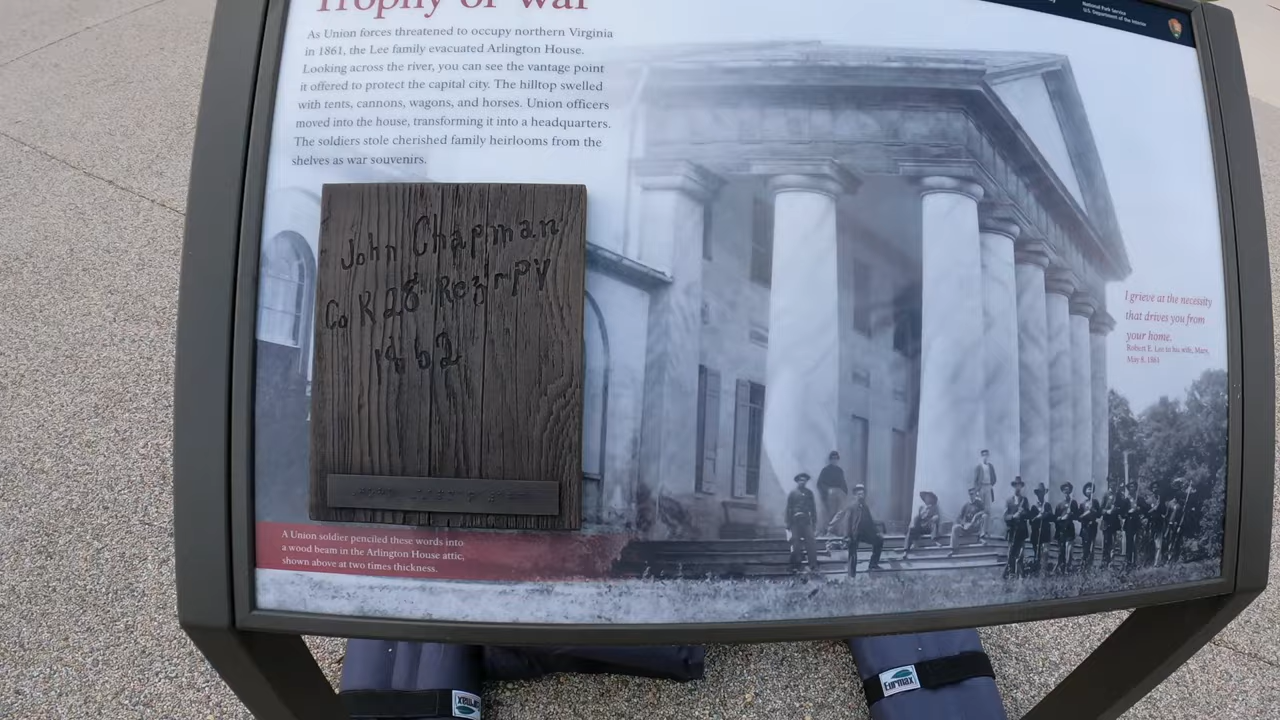 Trophy of War
National Park Service
U.S. Department of the Interior
As Union forces threatened to occupy northern Virginia
in 1861, the Lee family evacuated Arlington House.
Looking across the river, you can see the vantage point
it offered to protect the capital city. The hilltop swelled
with tents, cannons, wagons, and horses. Union officers
moved into the house, transforming it into a headquarters.
The soldiers stole cherished family heirlooms from the
shelves as war souvenirs.
John Chapman
Co K 28
I grieve at the necessity
that drives you from
your home.
Robert E. Lee to his wife, Mary,
May 8, 1861
A Union soldier penciled these words into
a wood beam in the Arlington House attic,
shown above at two times thickness.
Eurmax
Eurmax